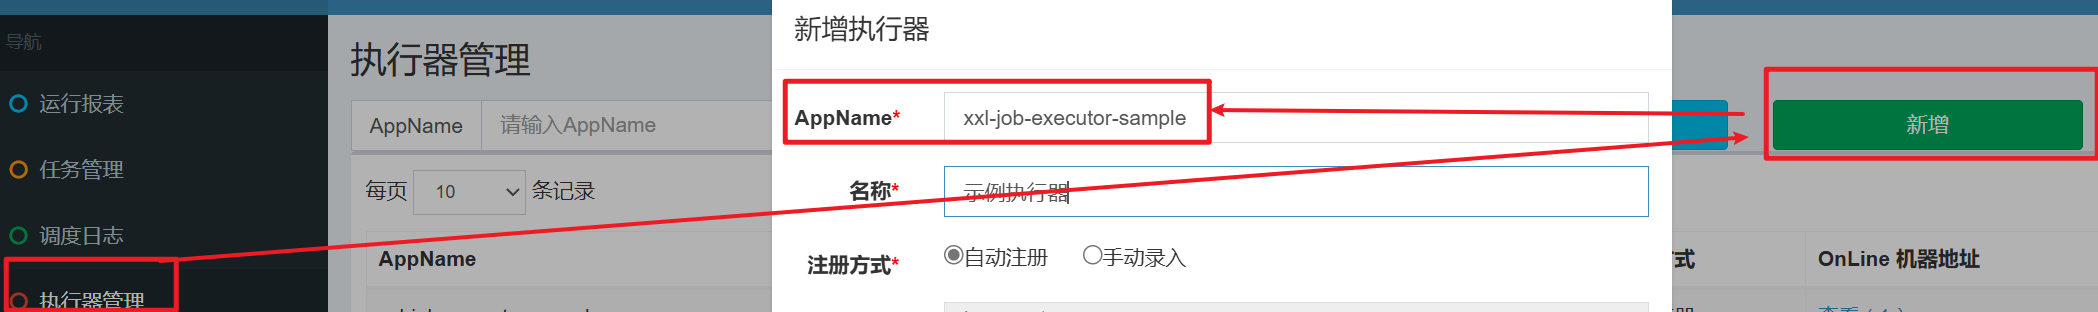 导航
运行报表
任务管理
调度日志
执行器管理
执行器管理
AppName 请输入AppName
新增
每页 10 条记录
AppName
方式 OnLine 机器地址
新增执行器
AppName* xxl-job-executor-sample
名称* 示例执行器
注册方式* 自动注册 手动录入